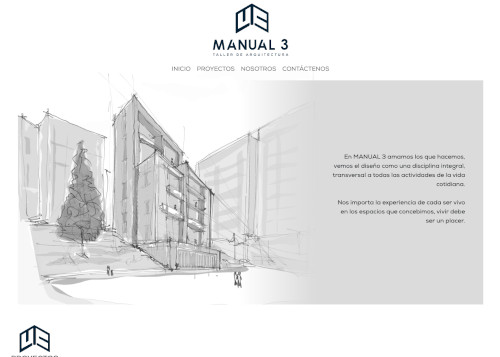 MANUAL 3
TALLER DE ARQUITECTURA
INICIO PROYECTOS NOSOTROS CONTÁCTENOS
En MANUAL 3 amamos los que hacemos,
vemos el diseño como una disciplina integral,
transversal a todas las actividades de la vida
cotidiana.
Nos importa la experiencia de cada ser vivo
en los espacios que concebimos, vivir debe
ser un placer.
PROYECTOS